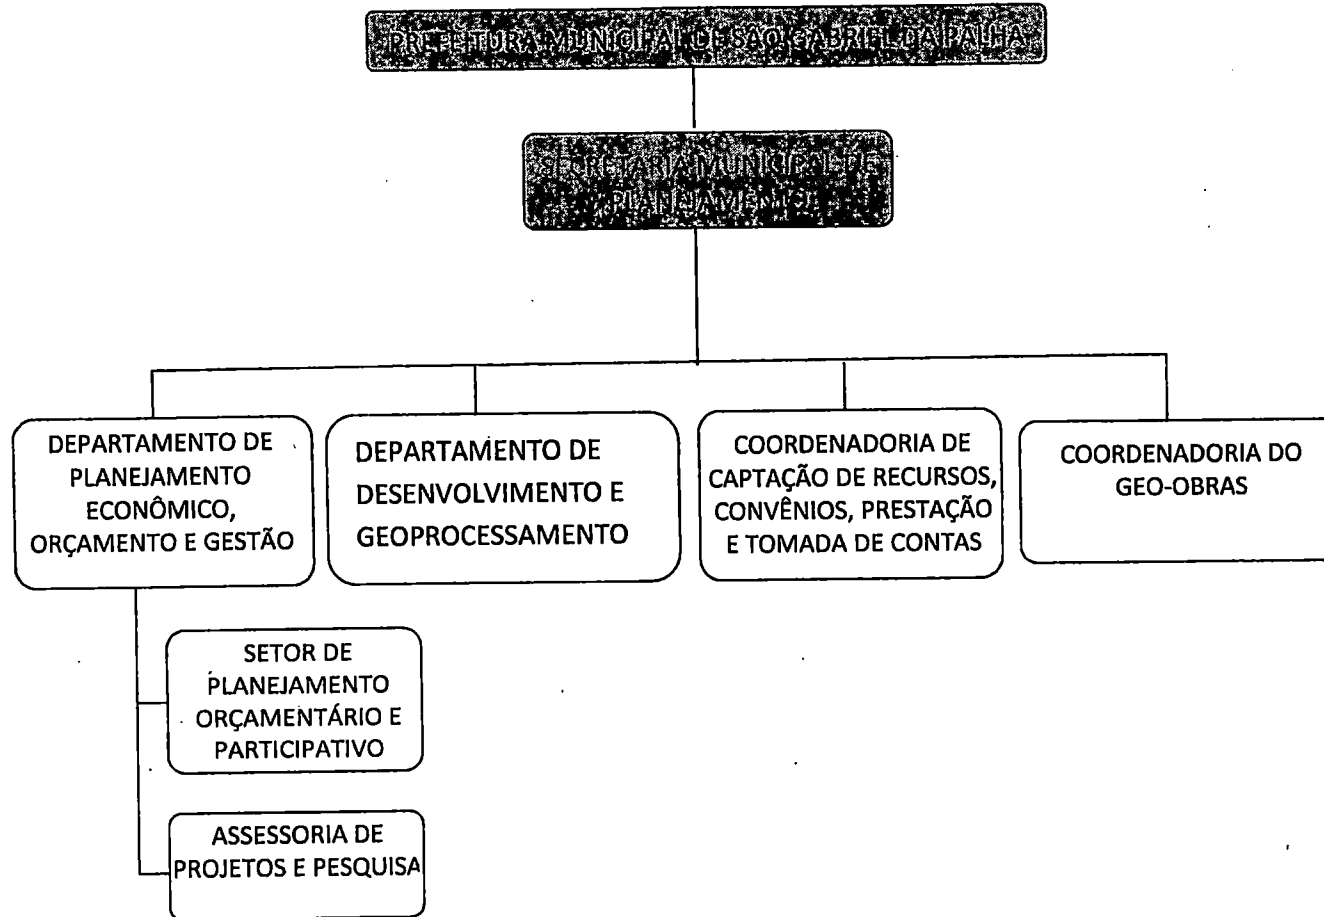 PREFEITURA MUNICIPAL DE SÃO GABRIEL DA PALHA
SECRETARIA MUNICIPAL DE
PLANEJAMENTO
DEPARTAMENTO DE
PLANEJAMENTO
ECONÔMICO,
ORÇAMENTO E GESTÃO
DEPARTAMENTO DE
DESENVOLVIMENTO E
GEOPROCESSAMENTO
COORDENADORIA DE
CAPTAÇÃO DE RECURSOS,
CONVÊNIOS, PRESTAÇÃO
E TOMADA DE CONTAS
COORDENADORIA DO
GEO-OBRAS
SETOR DE
PLANEJAMENTO
ORÇAMENTÁRIO E
PARTICIPATIVO
ASSESSORIA DE
PROJETOS E PESQUISA